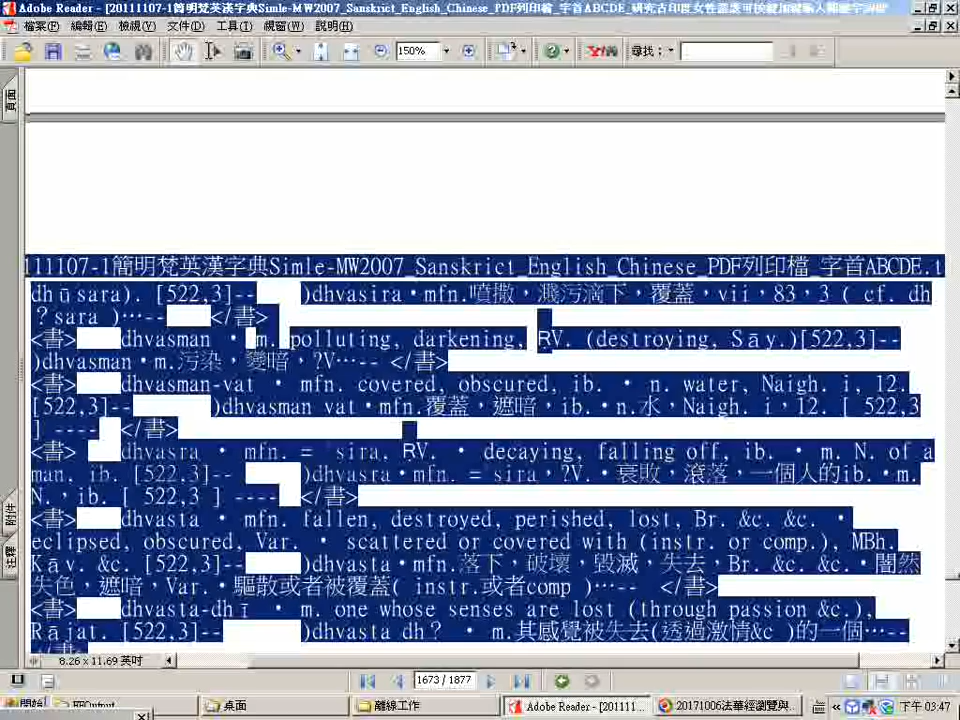 Adobe Reader - [20111107-1簡明梵英漢字典Simle-MW2007_Sanskrict_English_Chinese_PDF列印檔_字首ABCDE_研究古印度女性
檔案(F) 編輯(E) 檢視(V) 文件(D) 工具(T) 視窗(W) 說明(H)
150% 尋找：
頁面
附件
注釋
111107-1簡明梵英漢字典Simle-MW2007_Sanskrict_English_Chinese_PDF列印檔_字首ABCDE.t
dhūsara). [522,3]-- )dhvasira‧mfn.噴撒，濺污滴下，覆蓋，vii，83，3 ( cf. dh
？sara )…-- </書>
<書> dhvasman ‧ m. polluting, darkening, RV. (destroying, Sāy.)[522,3]--
)dhvasman‧m.污染，變暗，?V…-- </書>
<書> dhvasman-vat ‧ mfn. covered, obscured, ib. ‧ n. water, Naigh. i, 12.
[522,3]-- )dhvasman vat‧mfn.覆蓋，遮暗，ib.‧n.水，Naigh. i，12. [ 522,3
] ---- </書>
<書> dhvasra ‧ mfn. = sira, RV. ‧ decaying, falling off, ib. ‧ m. N. of a
man, ib. [522,3]-- )dhvasra‧mfn. = sira，?V.‧衰敗，滾落，一個人的ib.‧m.
N.，ib. [ 522,3 ] ---- </書>
<書> dhvasta ‧ mfn. fallen, destroyed, perished, lost, Br. &c. &c. ‧
eclipsed, obscured, Var. ‧ scattered or covered with (instr. or comp.), MBh.
Kāv. &c. [522,3]-- )dhvasta‧mfn.落下，破壞，毀滅，失去，Br. &c. &c.‧闇然
失色，遮暗，Var.‧驅散或者被覆蓋( instr.或者comp )…-- </書>
<書> dhvasta-dhī ‧ m. one whose senses are lost (through passion &c.),
Rājat. [522,3]-- )dhvasta dh？ ‧ m.其感覺被失去(透過激情&c )的一個…--
</書>
8.26 x 11.69 英吋
1673 / 1877
開始 桌面 離線工作 Adobe Reader - [201111... 20171006法華經瀏覽與... 下午 03:47